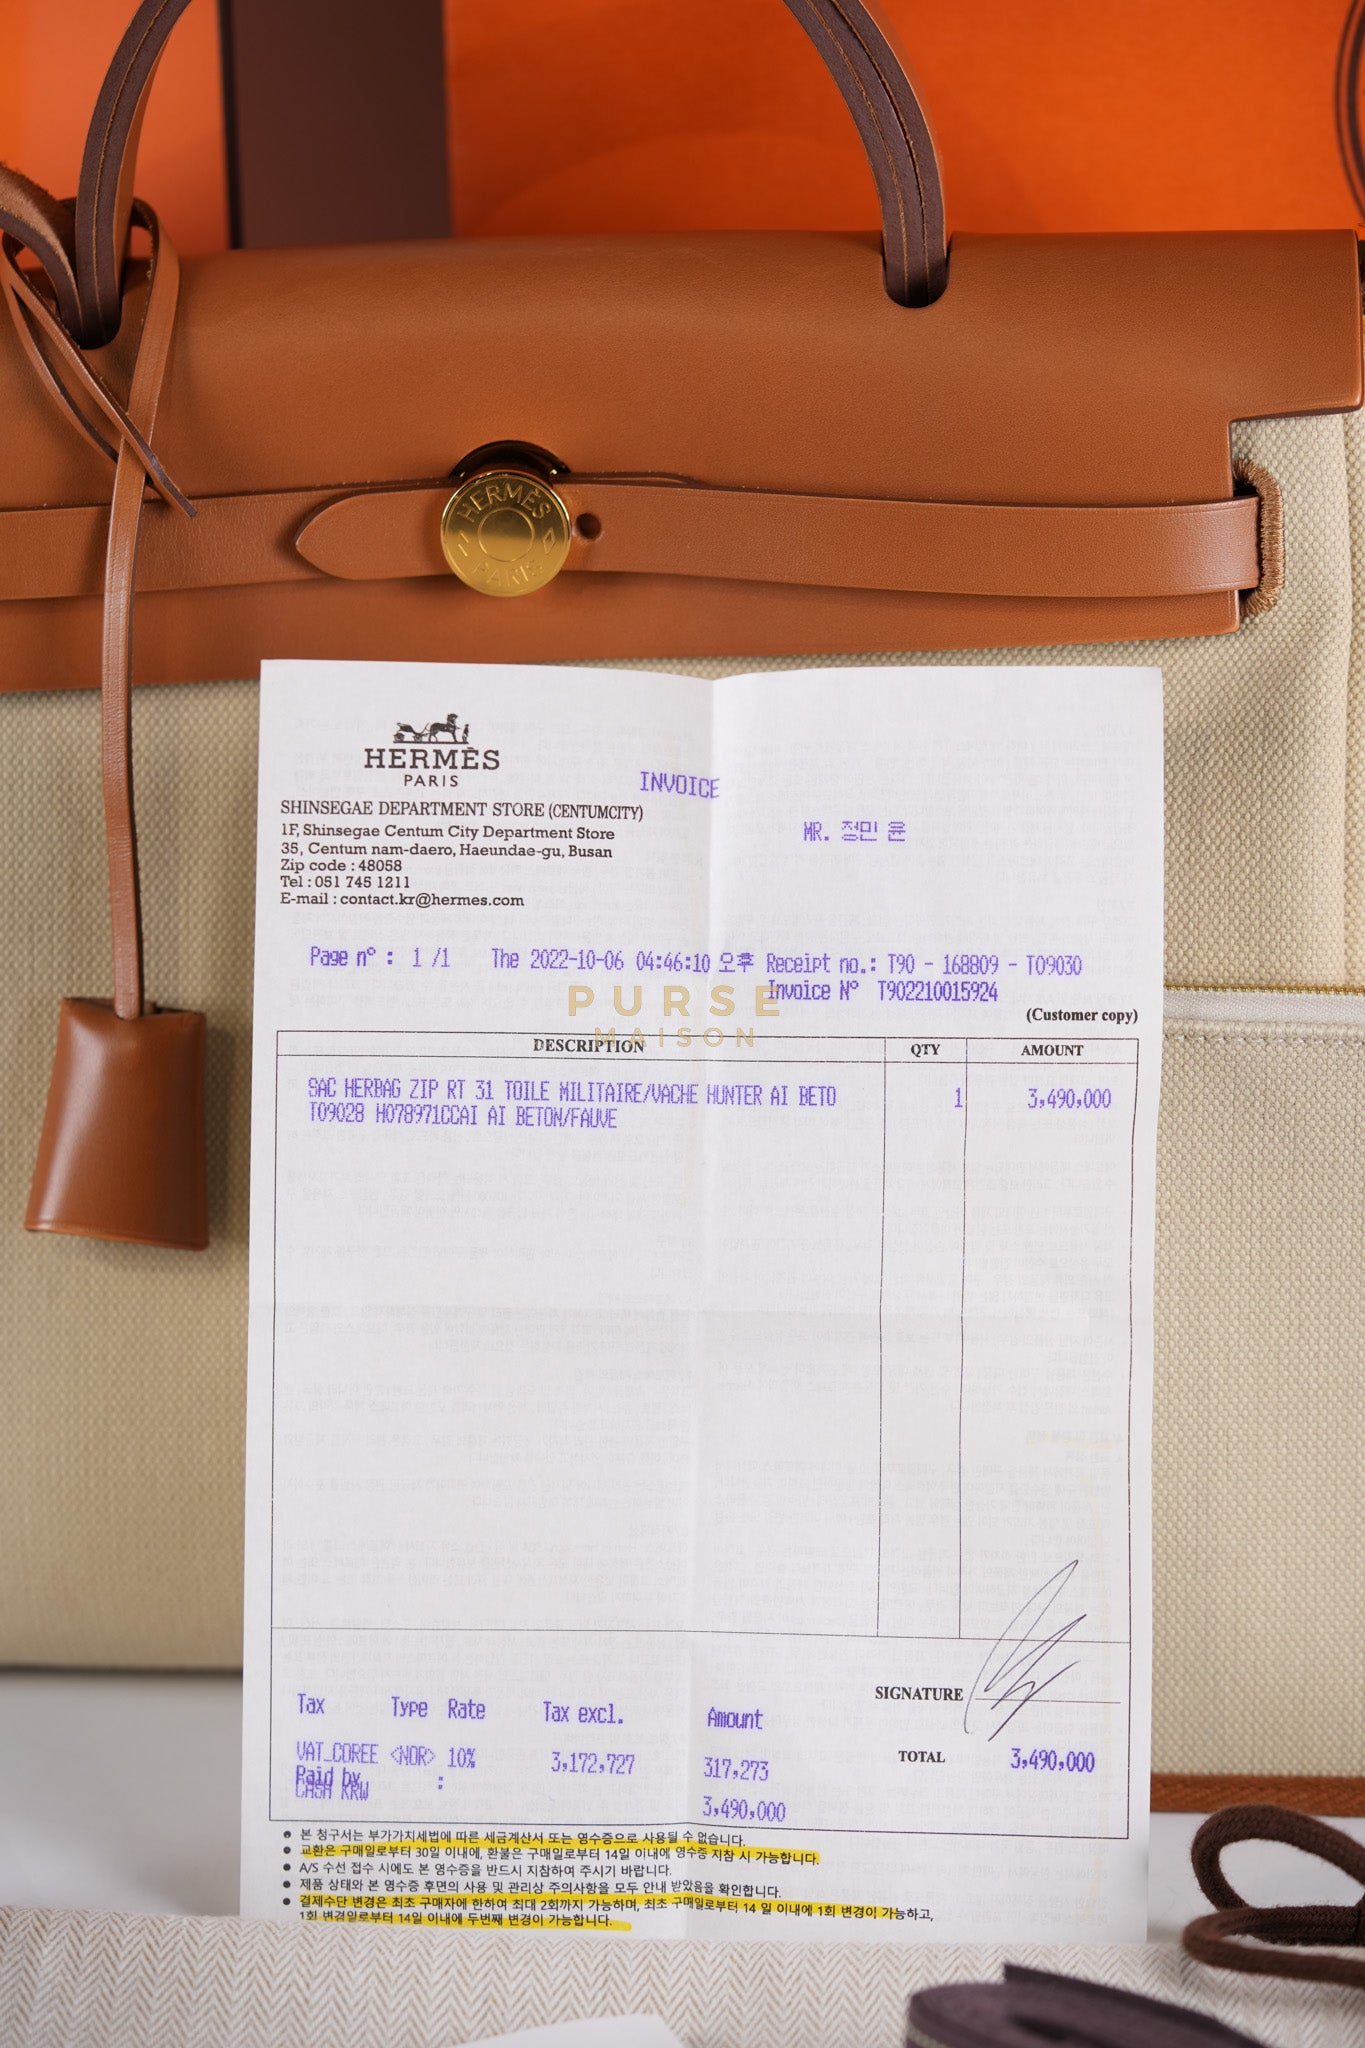 HERMÈS
PARIS
HERMÈS
PARIS
INVOICE
SHINSEGAE DEPARTMENT STORE (CENTUMCITY)
1F, Shinsegae Centum City Department Store
35, Centum nam-daero, Haeundae-gu, Busan
Zip code : 48058
Tel : 051 745 1211
E-mail : contact.kr@hermes.com
MR. 정민 윤
Page n° : 1 /1 The 2022-10-06 04:46:10 오후 Receipt no.: T90 - 168809 - T09030
Invoice N° T902210015924
PURSE
MAISON
(Customer copy)
DESCRIPTION QTY AMOUNT
SAC HERBAG ZIP RT 31 TOILE MILITAIRE/VACHE HUNTER AI BETO 1 3,490,000
T09028 H078971CCAI AI BETON/FAUVE
SIGNATURE
Tax Type Rate Tax excl. Amount
VAT_COREE <NOR> 10% 3,172,727 317,273
TOTAL 3,490,000
Paid by :
CASH KRW 3,490,000
● 본 청구서는 부가가치세법에 따른 세금계산서 또는 영수증으로 사용될 수 없습니다.
● 교환은 구매일로부터 30일 이내에, 환불은 구매일로부터 14일 이내에 영수증 지참 시 가능합니다.
● A/S 수선 접수 시에도 본 영수증을 반드시 지참하여 주시기 바랍니다.
● 제품 상태와 본 영수증 후면의 사용 및 관리상 주의사항을 모두 안내 받았음을 확인합니다.
● 결제수단 변경은 최초 구매자에 한하여 최대 2회까지 가능하며, 최초 구매일로부터 14 일 이내에 1회 변경이 가능하고,
1회 변경일로부터 14일 이내에 두번째 변경이 가능합니다.